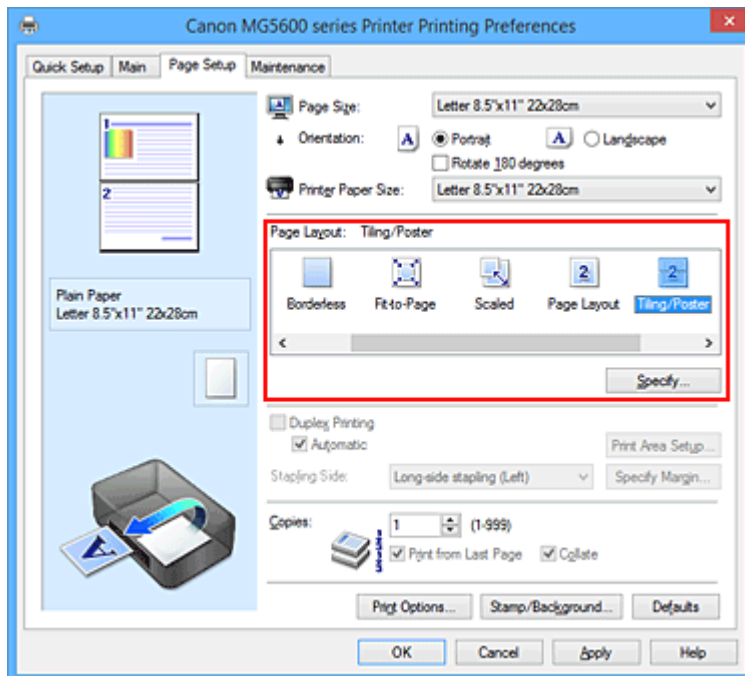 Canon MG5600 series Printer Printing Preferences
Quick Setup Main Page Setup Maintenance
1
2
Plain Paper
Letter 8.5"x11" 22x28cm
A
Page Size: Letter 8.5"x11" 22x28cm
Orientation: A Portrait A Landscape
Rotate 180 degrees
Printer Paper Size: Letter 8.5"x11" 22x28cm
Page Layout: Tiling/Poster
2 2
Borderless Fit-to-Page Scaled Page Layout Tiling/Poster
Specify...
Duplex Printing
Automatic Print Area Setup...
Stapling Side: Long-side stapling (Left) Specify Margin...
Copies: 1 (1-999)
Print from Last Page Collate
Print Options... Stamp/Background... Defaults
OK Cancel Apply Help